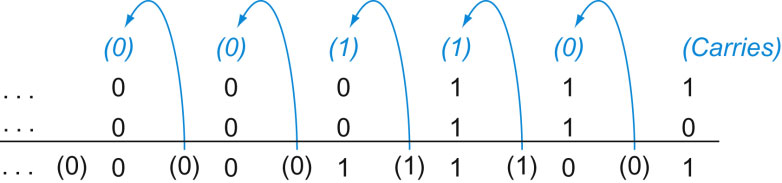 (0) (0) (1) (1) (0) (Carries)
. . . 0 0 0 1 1 1
. . . 0 0 0 1 1 0
. . . (0) 0 (0) 0 (0) 1 (1) 1 (1) 0 (0) 1